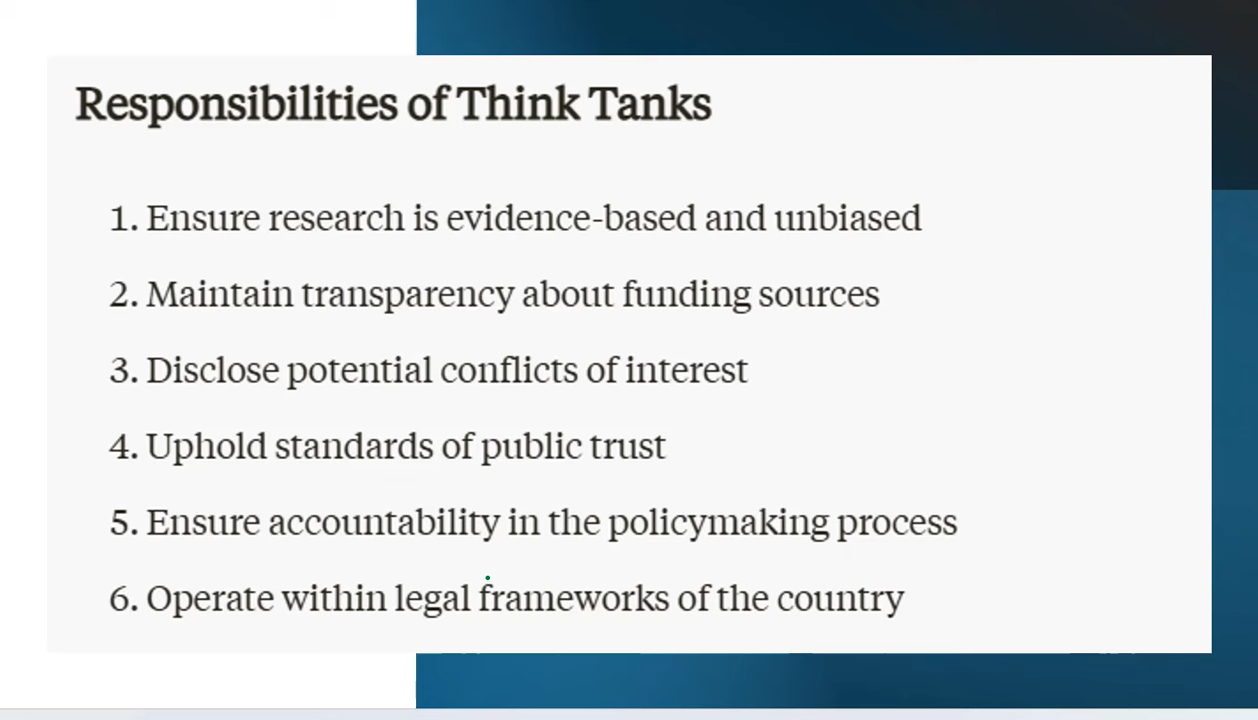 Responsibilities of Think Tanks
1. Ensure research is evidence-based and unbiased
2. Maintain transparency about funding sources
3. Disclose potential conflicts of interest
4. Uphold standards of public trust
5. Ensure accountability in the policymaking process
6. Operate within legal frameworks of the country